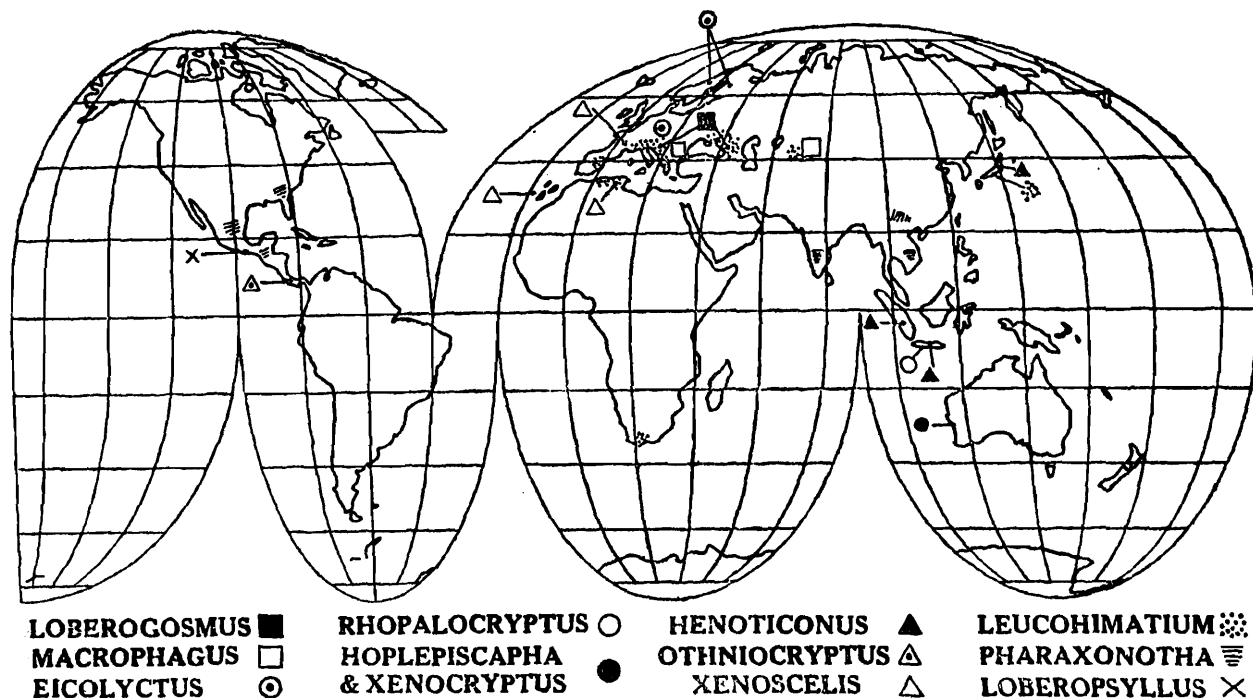 LOBEROGOSMUS RHOPALOCRYPTUS HENOTICONUS LEUCOHIMATIUM
MACROPHAGUS HOPLEPISCAPHA OTHNIOCRYPTUS PHARAXONOTHA
EICOLYCTUS & XENOCRYPTUS XENOSCELIS LOBEROPSYLLUS